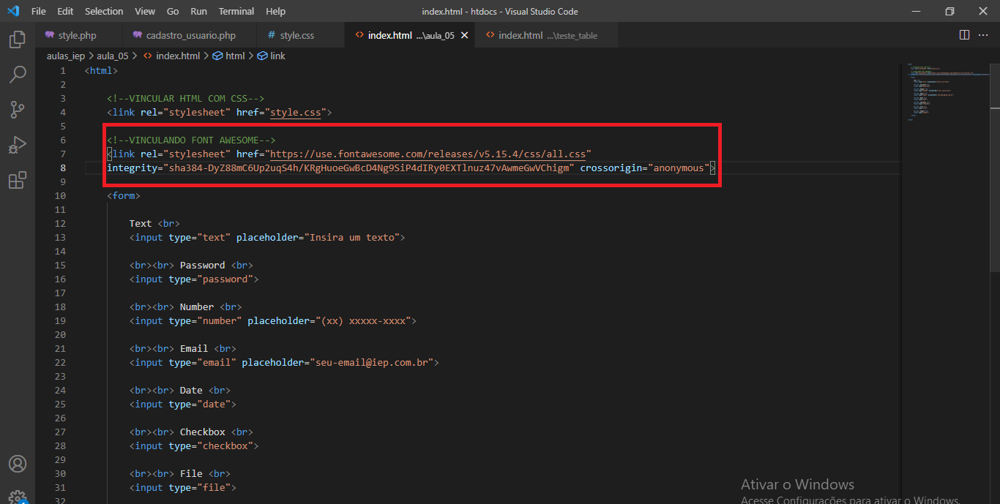 File Edit Selection View Go Run Terminal Help index.html - htdocs - Visual Studio Code
style.php cadastro_usuario.php # style.css <> index.html ...\aula_05 <> index.html ...\teste_table
aulas_iep > aula_05 > <> index.html > html > link
1 <html>
2
3 <!--VINCULAR HTML COM CSS-->
4 <link rel="stylesheet" href="style.css">
5
6 <!--VINCULANDO FONT AWESOME-->
7 <link rel="stylesheet" href="https://use.fontawesome.com/releases/v5.15.4/css/all.css"
8 integrity="sha384-DyZ88mC6Up2uqS4h/KRgHuoeGwBcD4Ng9SiP4dIRy0EXTlnuz47vAwmeGwVChigm" crossorigin="anonymous">
9
10 <form>
11
12 Text <br>
13 <input type="text" placeholder="Insira um texto">
14
15 <br><br> Password <br>
16 <input type="password">
17
18 <br><br> Number <br>
19 <input type="number" placeholder="(xx) xxxxx-xxxx">
20
21 <br><br> Email <br>
22 <input type="email" placeholder="seu-email@iep.com.br">
23
24 <br><br> Date <br>
25 <input type="date">
26
27 <br><br> Checkbox <br>
28 <input type="checkbox">
29
30 <br><br> File <br>
31 <input type="file">
32
Ativar o Windows
Acesse Configurações para ativar o Windows.